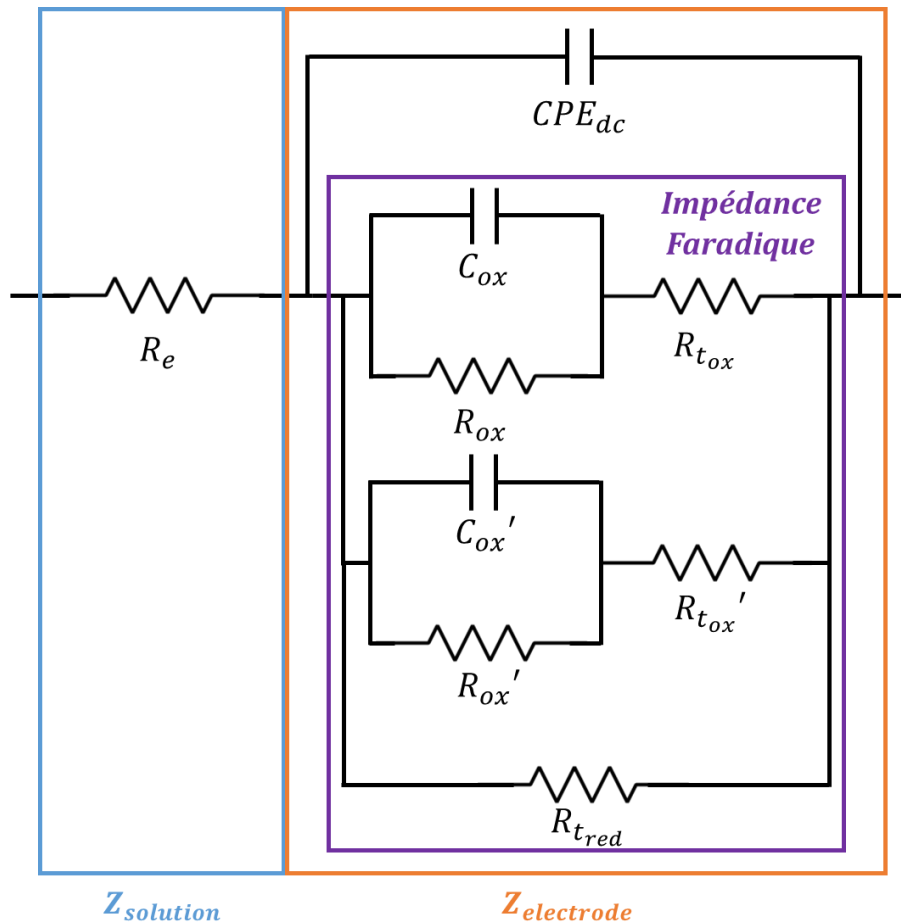 CPE_dc
Impédance
Faradique
C_ox
R_e
R_t_ox
R_ox
C_ox'
R_t_ox'
R_ox'
R_t_red
Z_solution
Z_electrode